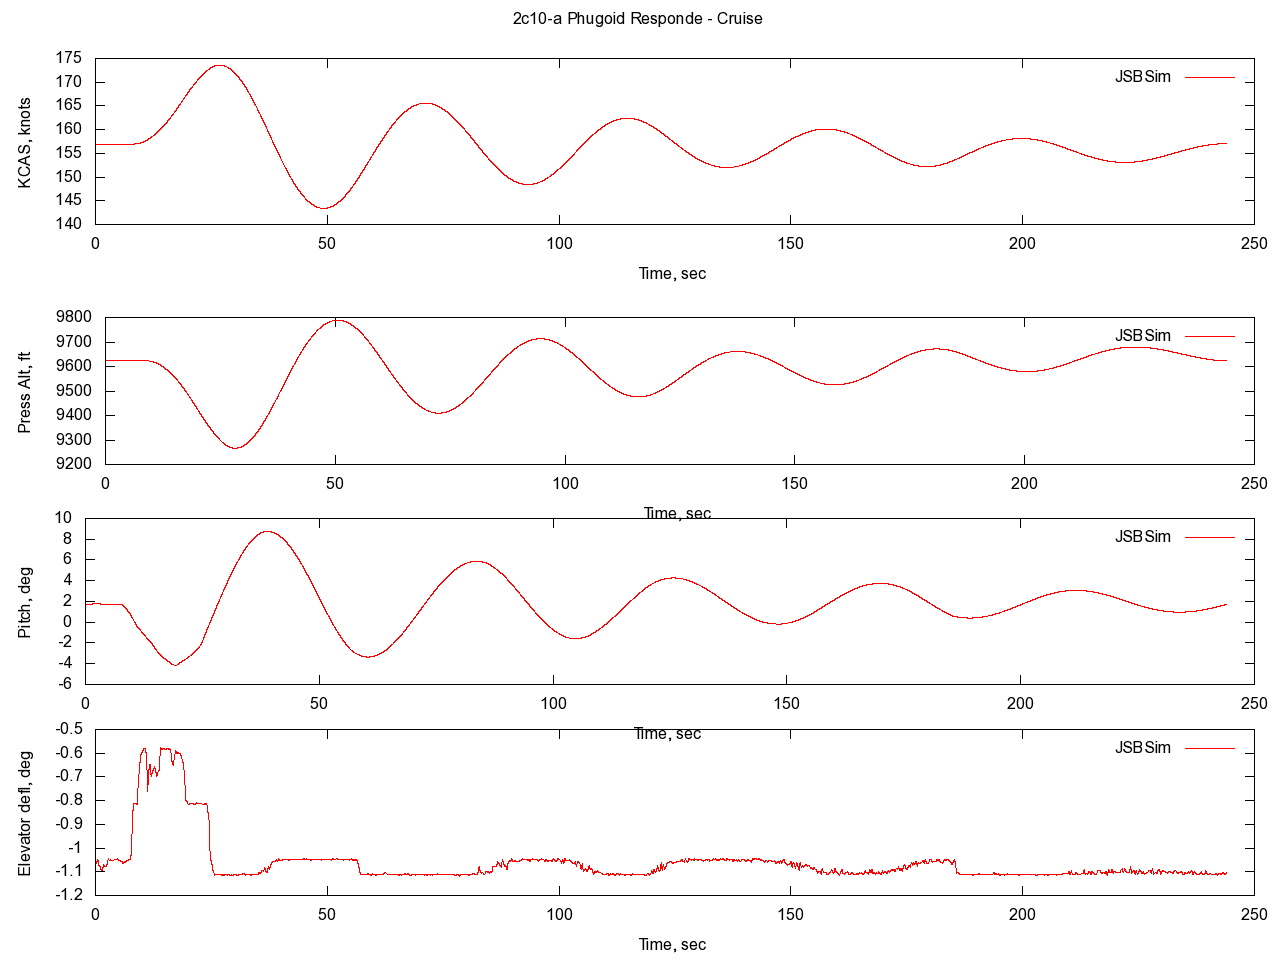 2c10-a Phugoid Responde - Cruise
175
170
165
160
155
150
145
140
KCAS, knots
JSBSim
0 50 100 150 200 250
Time, sec
9800
9700
9600
9500
9400
9300
9200
Press Alt, ft
JSBSim
0 50 100 150 200 250
Time, sec
10
8
6
4
2
0
-2
-4
-6
Pitch, deg
JSBSim
0 50 100 150 200 250
Time, sec
-0.5
-0.6
-0.7
-0.8
-0.9
-1
-1.1
-1.2
Elevator defl, deg
JSBSim
0 50 100 150 200 250
Time, sec